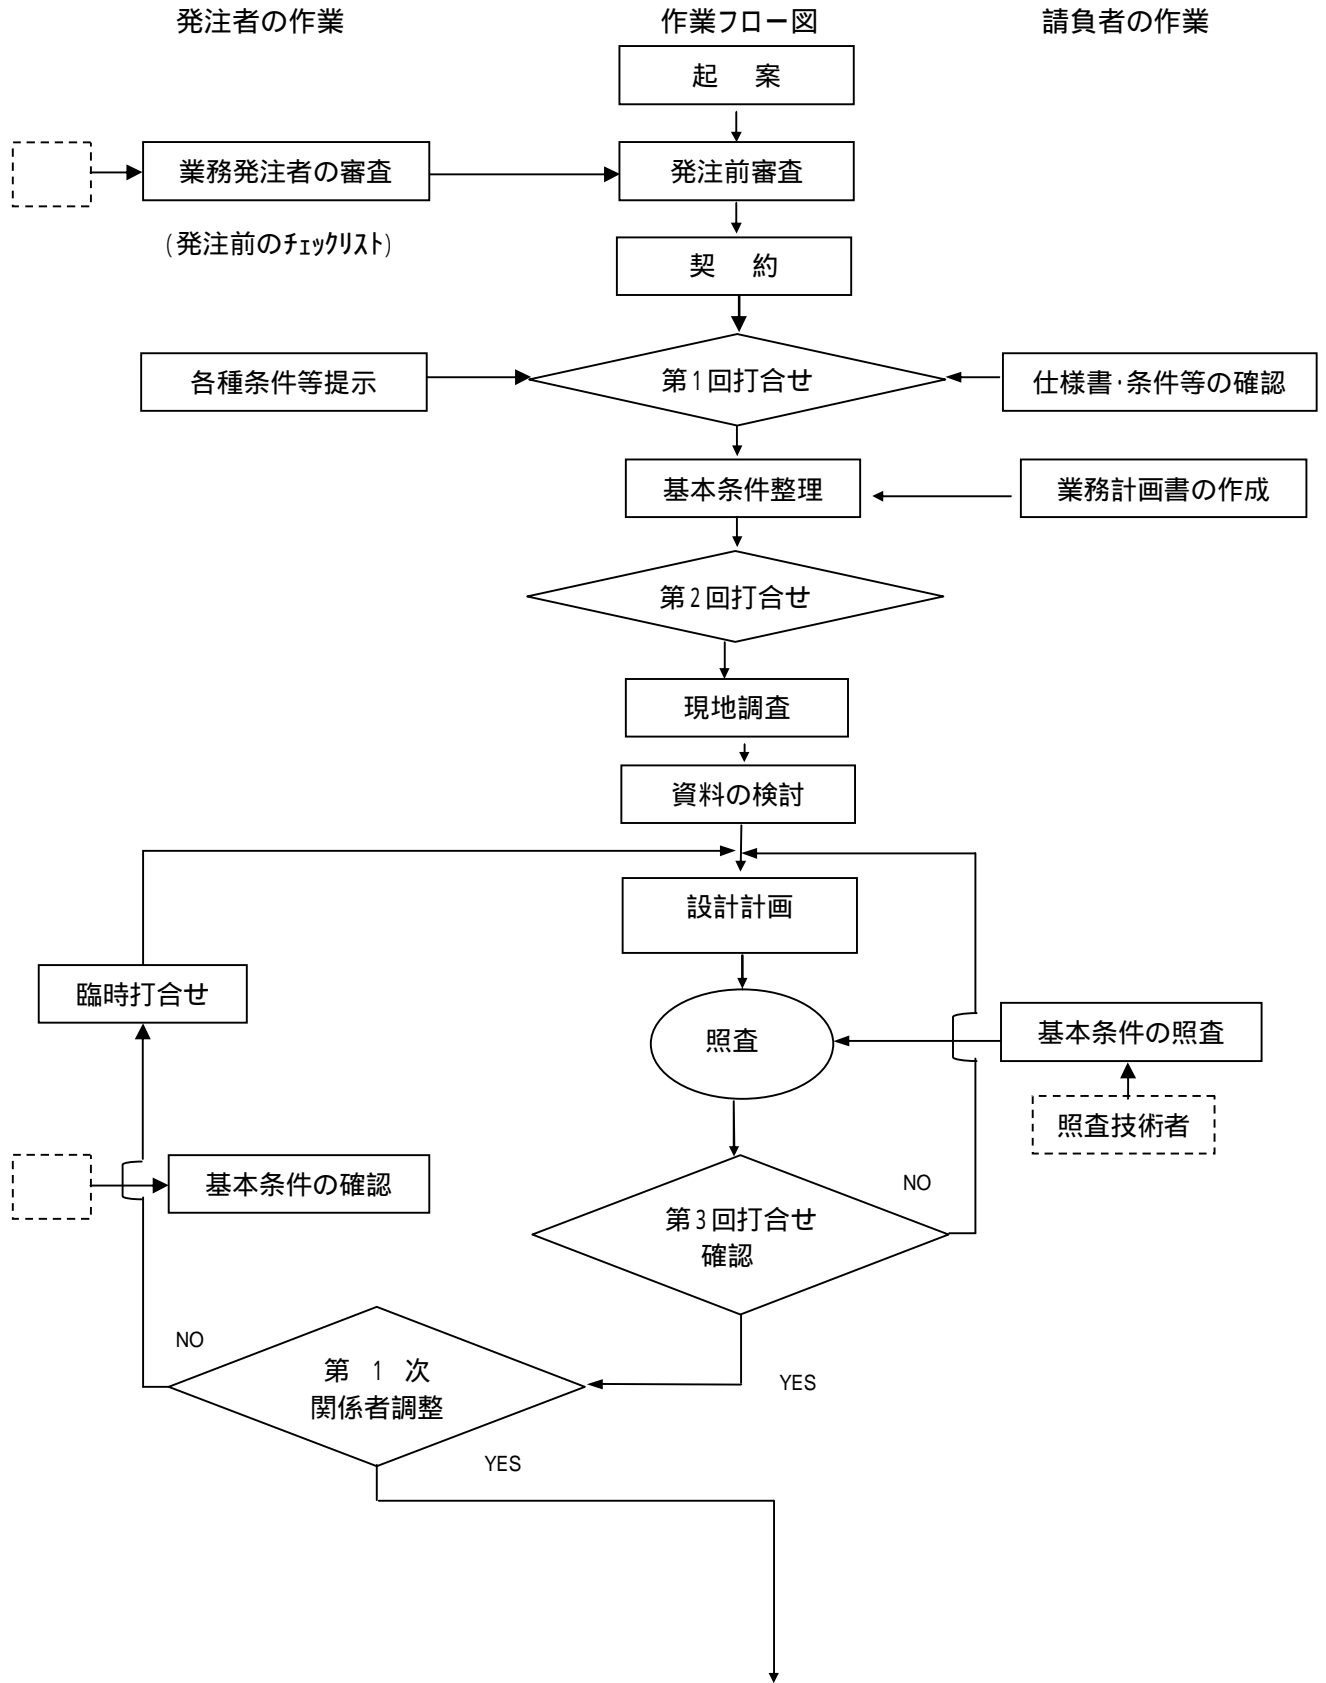 発注者の作業
作業フロー図
請負者の作業
起　案
業務発注者の審査
発注前審査
(発注前のﾁｪｯｸﾘｽﾄ)
契　約
各種条件等提示
第1回打合せ
仕様書･条件等の確認
基本条件整理
業務計画書の作成
第2回打合せ
現地調査
資料の検討
設計計画
臨時打合せ
照査
基本条件の照査
照査技術者
基本条件の確認
NO
第3回打合せ
確認
NO
第　1　次
関係者調整
YES
YES